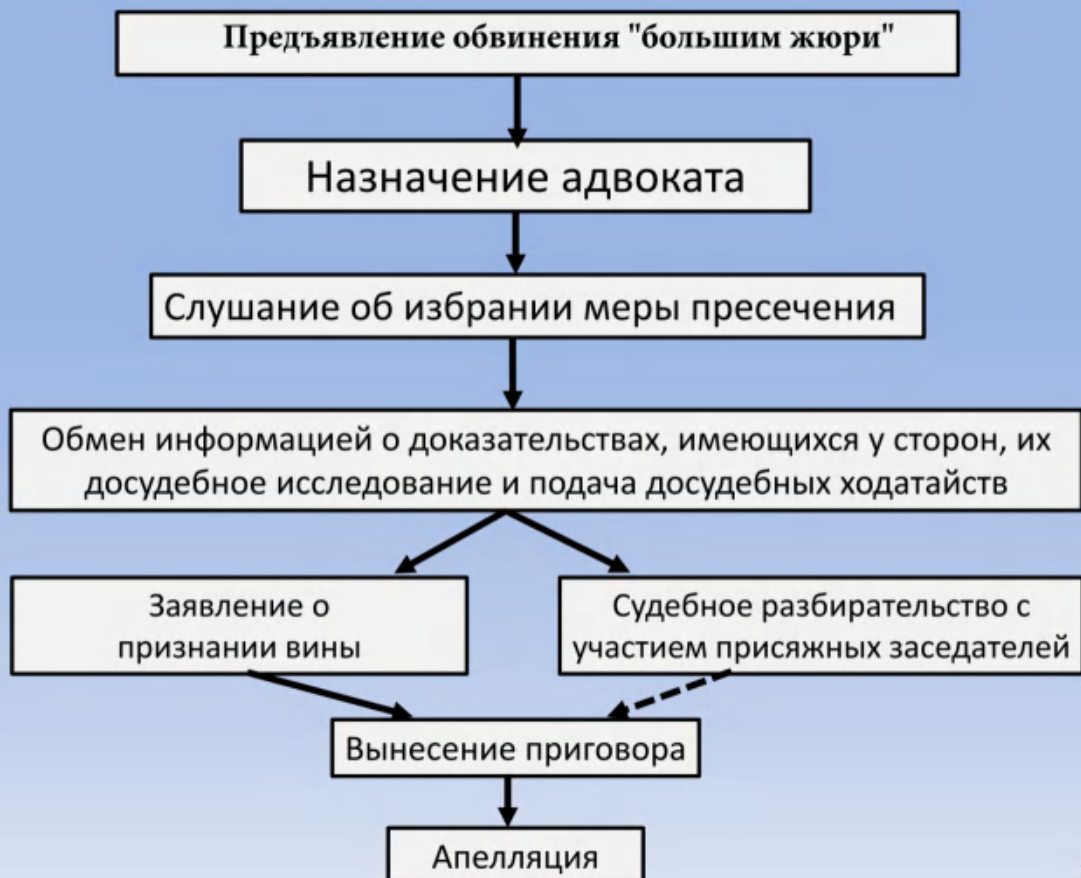 Предъявление обвинения "большим жюри"
Назначение адвоката
Слушание об избрании меры пресечения
Обмен информацией о доказательствах, имеющихся у сторон, их
досудебное исследование и подача досудебных ходатайств
Заявление о
признании вины
Судебное разбирательство с
участием присяжных заседателей
Вынесение приговора
Апелляция